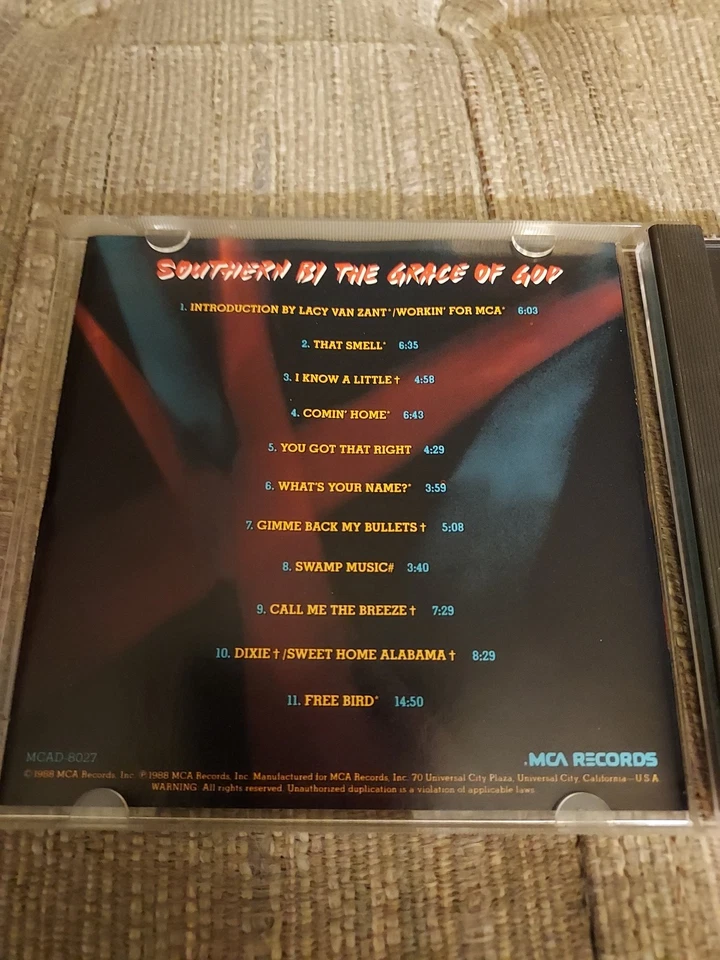 SOUTHERN BY THE GRACE OF GOD
1. INTRODUCTION BY LACY VAN ZANT*/WORKIN' FOR MCA* 6:03
2. THAT SMELL* 6:35
3. I KNOW A LITTLE† 4:58
4. COMIN' HOME* 6:43
5. YOU GOT THAT RIGHT 4:29
6. WHAT'S YOUR NAME?* 3:59
7. GIMME BACK MY BULLETS† 5:08
8. SWAMP MUSIC# 3:40
9. CALL ME THE BREEZE† 7:29
10. DIXIE†/SWEET HOME ALABAMA† 8:29
11. FREE BIRD* 14:50
MCAD-8027
.MCA RECORDS
©1988 MCA Records, Inc. ℗1988 MCA Records, Inc. Manufactured for MCA Records, Inc. 70 Universal City Plaza, Universal City, California—U.S.A.
WARNING: All rights reserved. Unauthorized duplication is a violation of applicable laws.